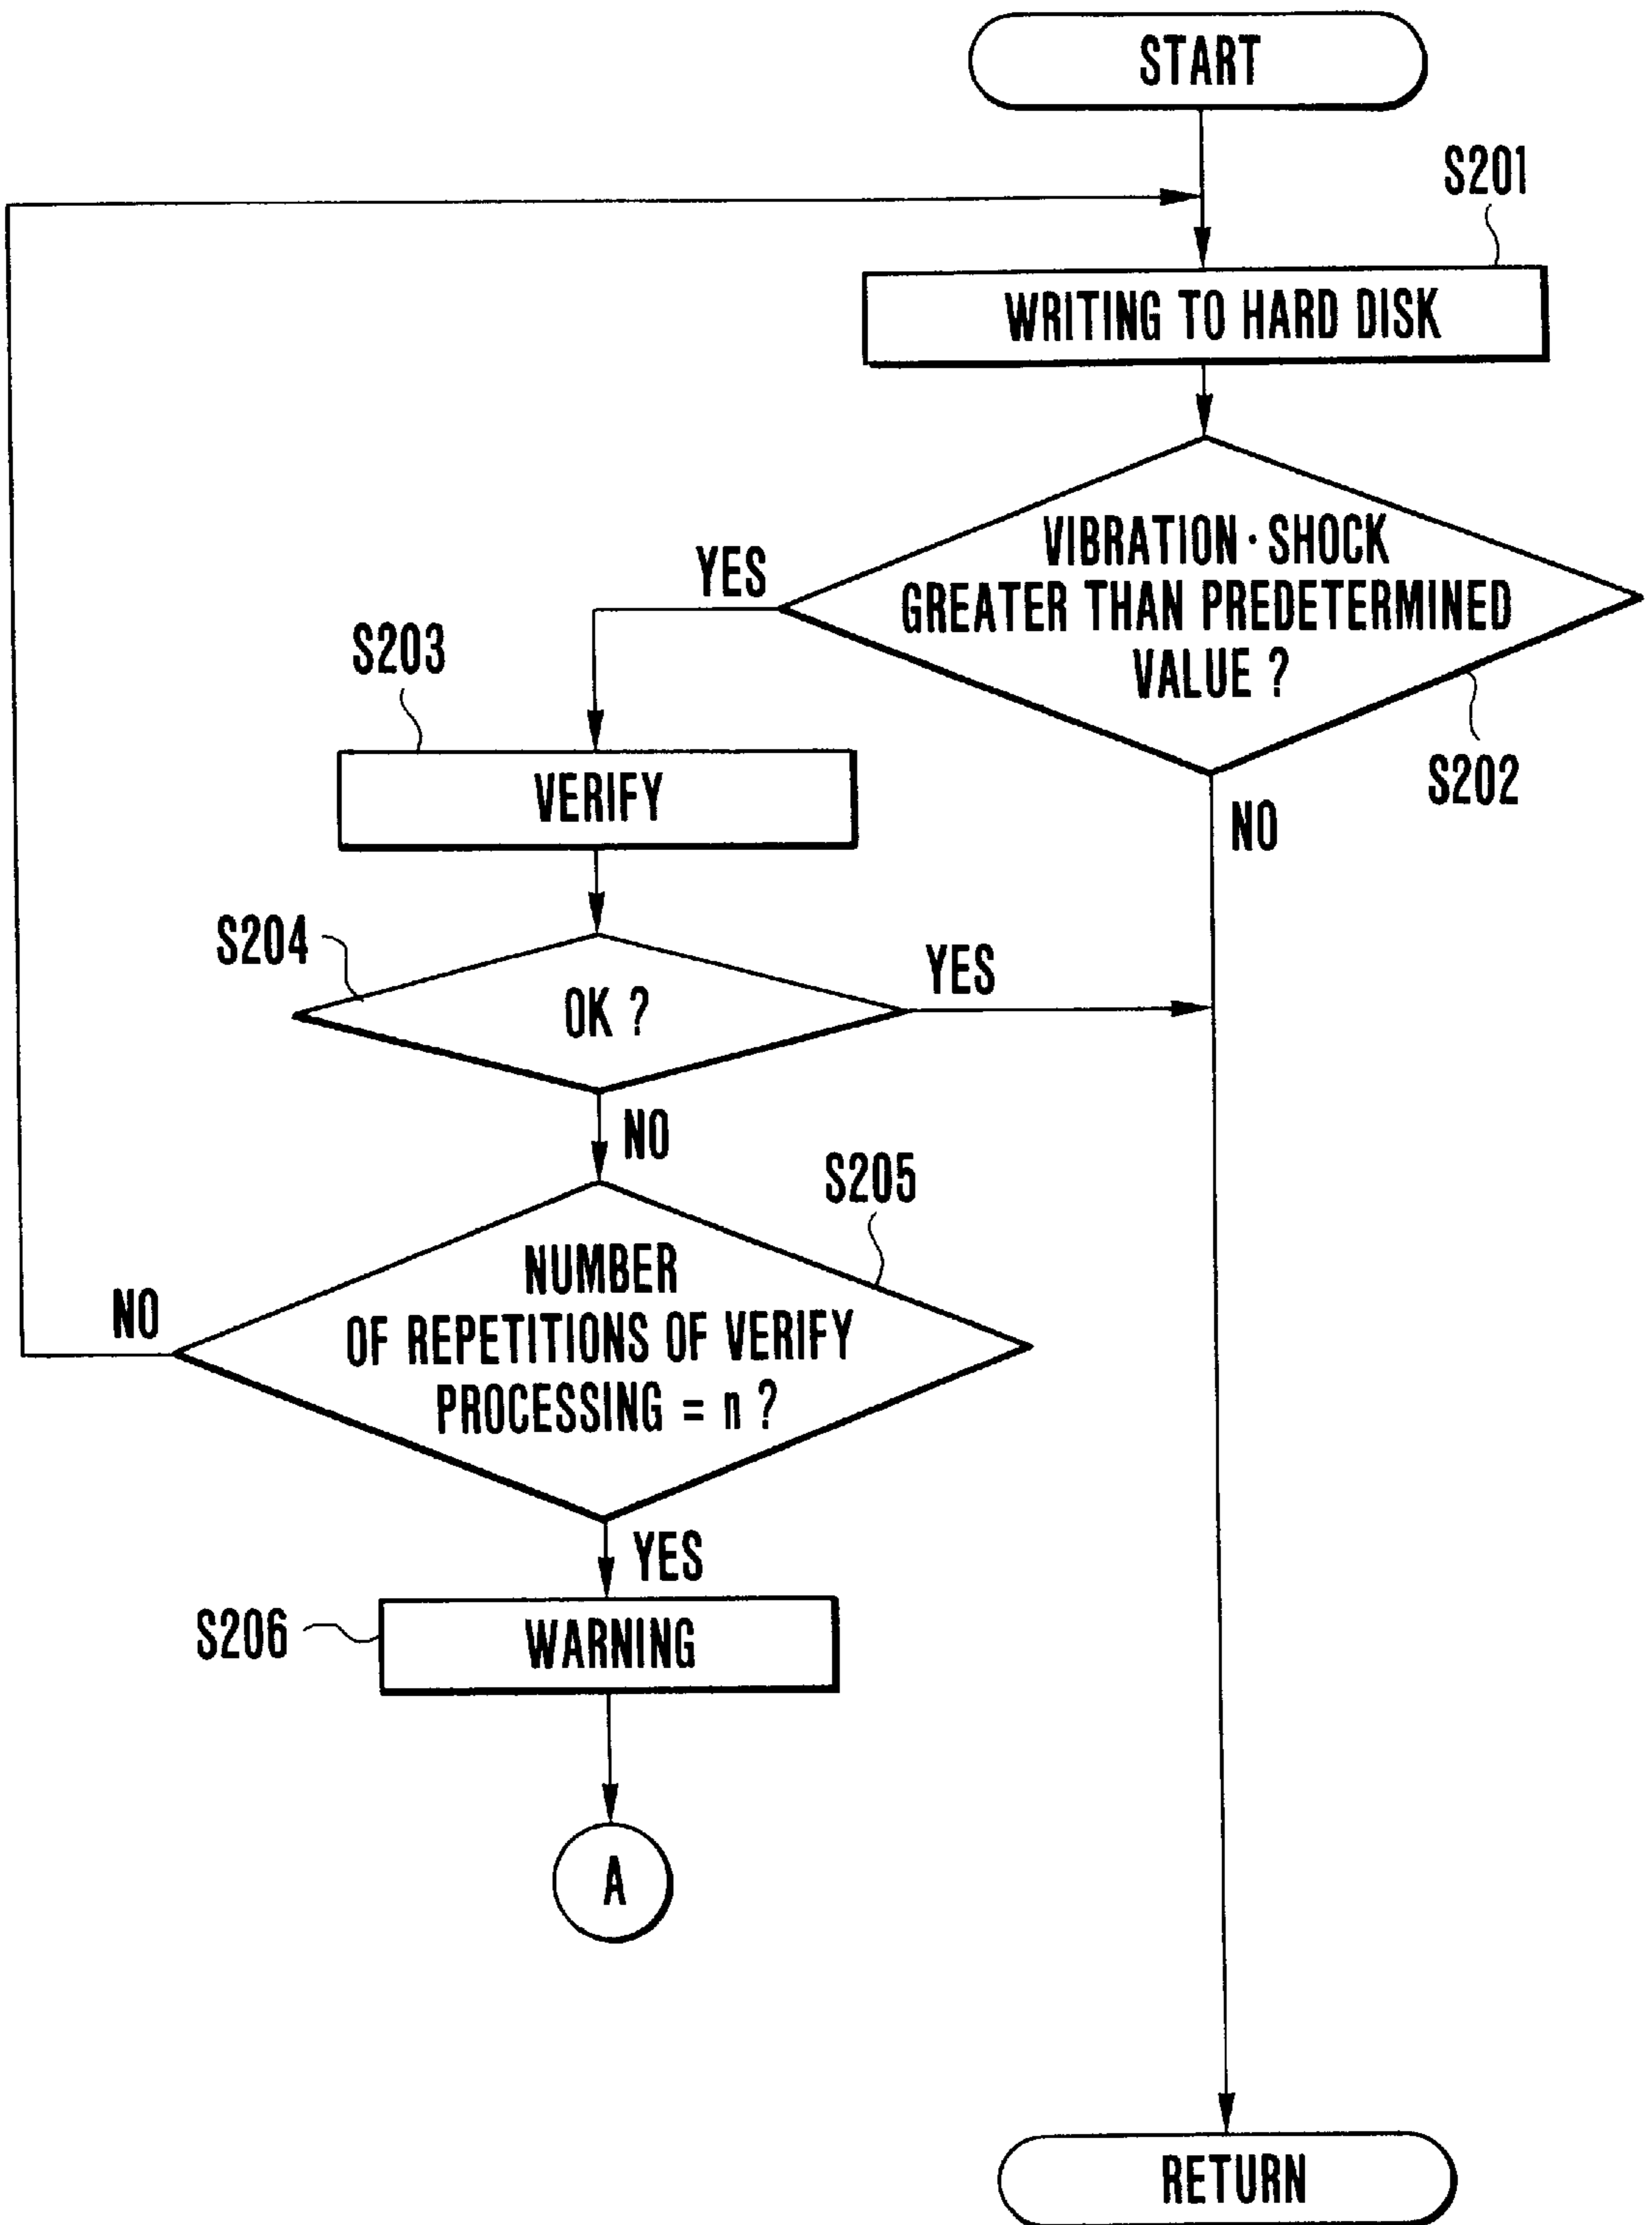 START
S201
WRITING TO HARD DISK
VIBRATION · SHOCK
GREATER THAN PREDETERMINED
VALUE ?
YES
S203
S202
VERIFY
NO
S204
YES
OK ?
NO
S205
NUMBER
OF REPETITIONS OF VERIFY
PROCESSING = n ?
NO
YES
S206
WARNING
A
RETURN